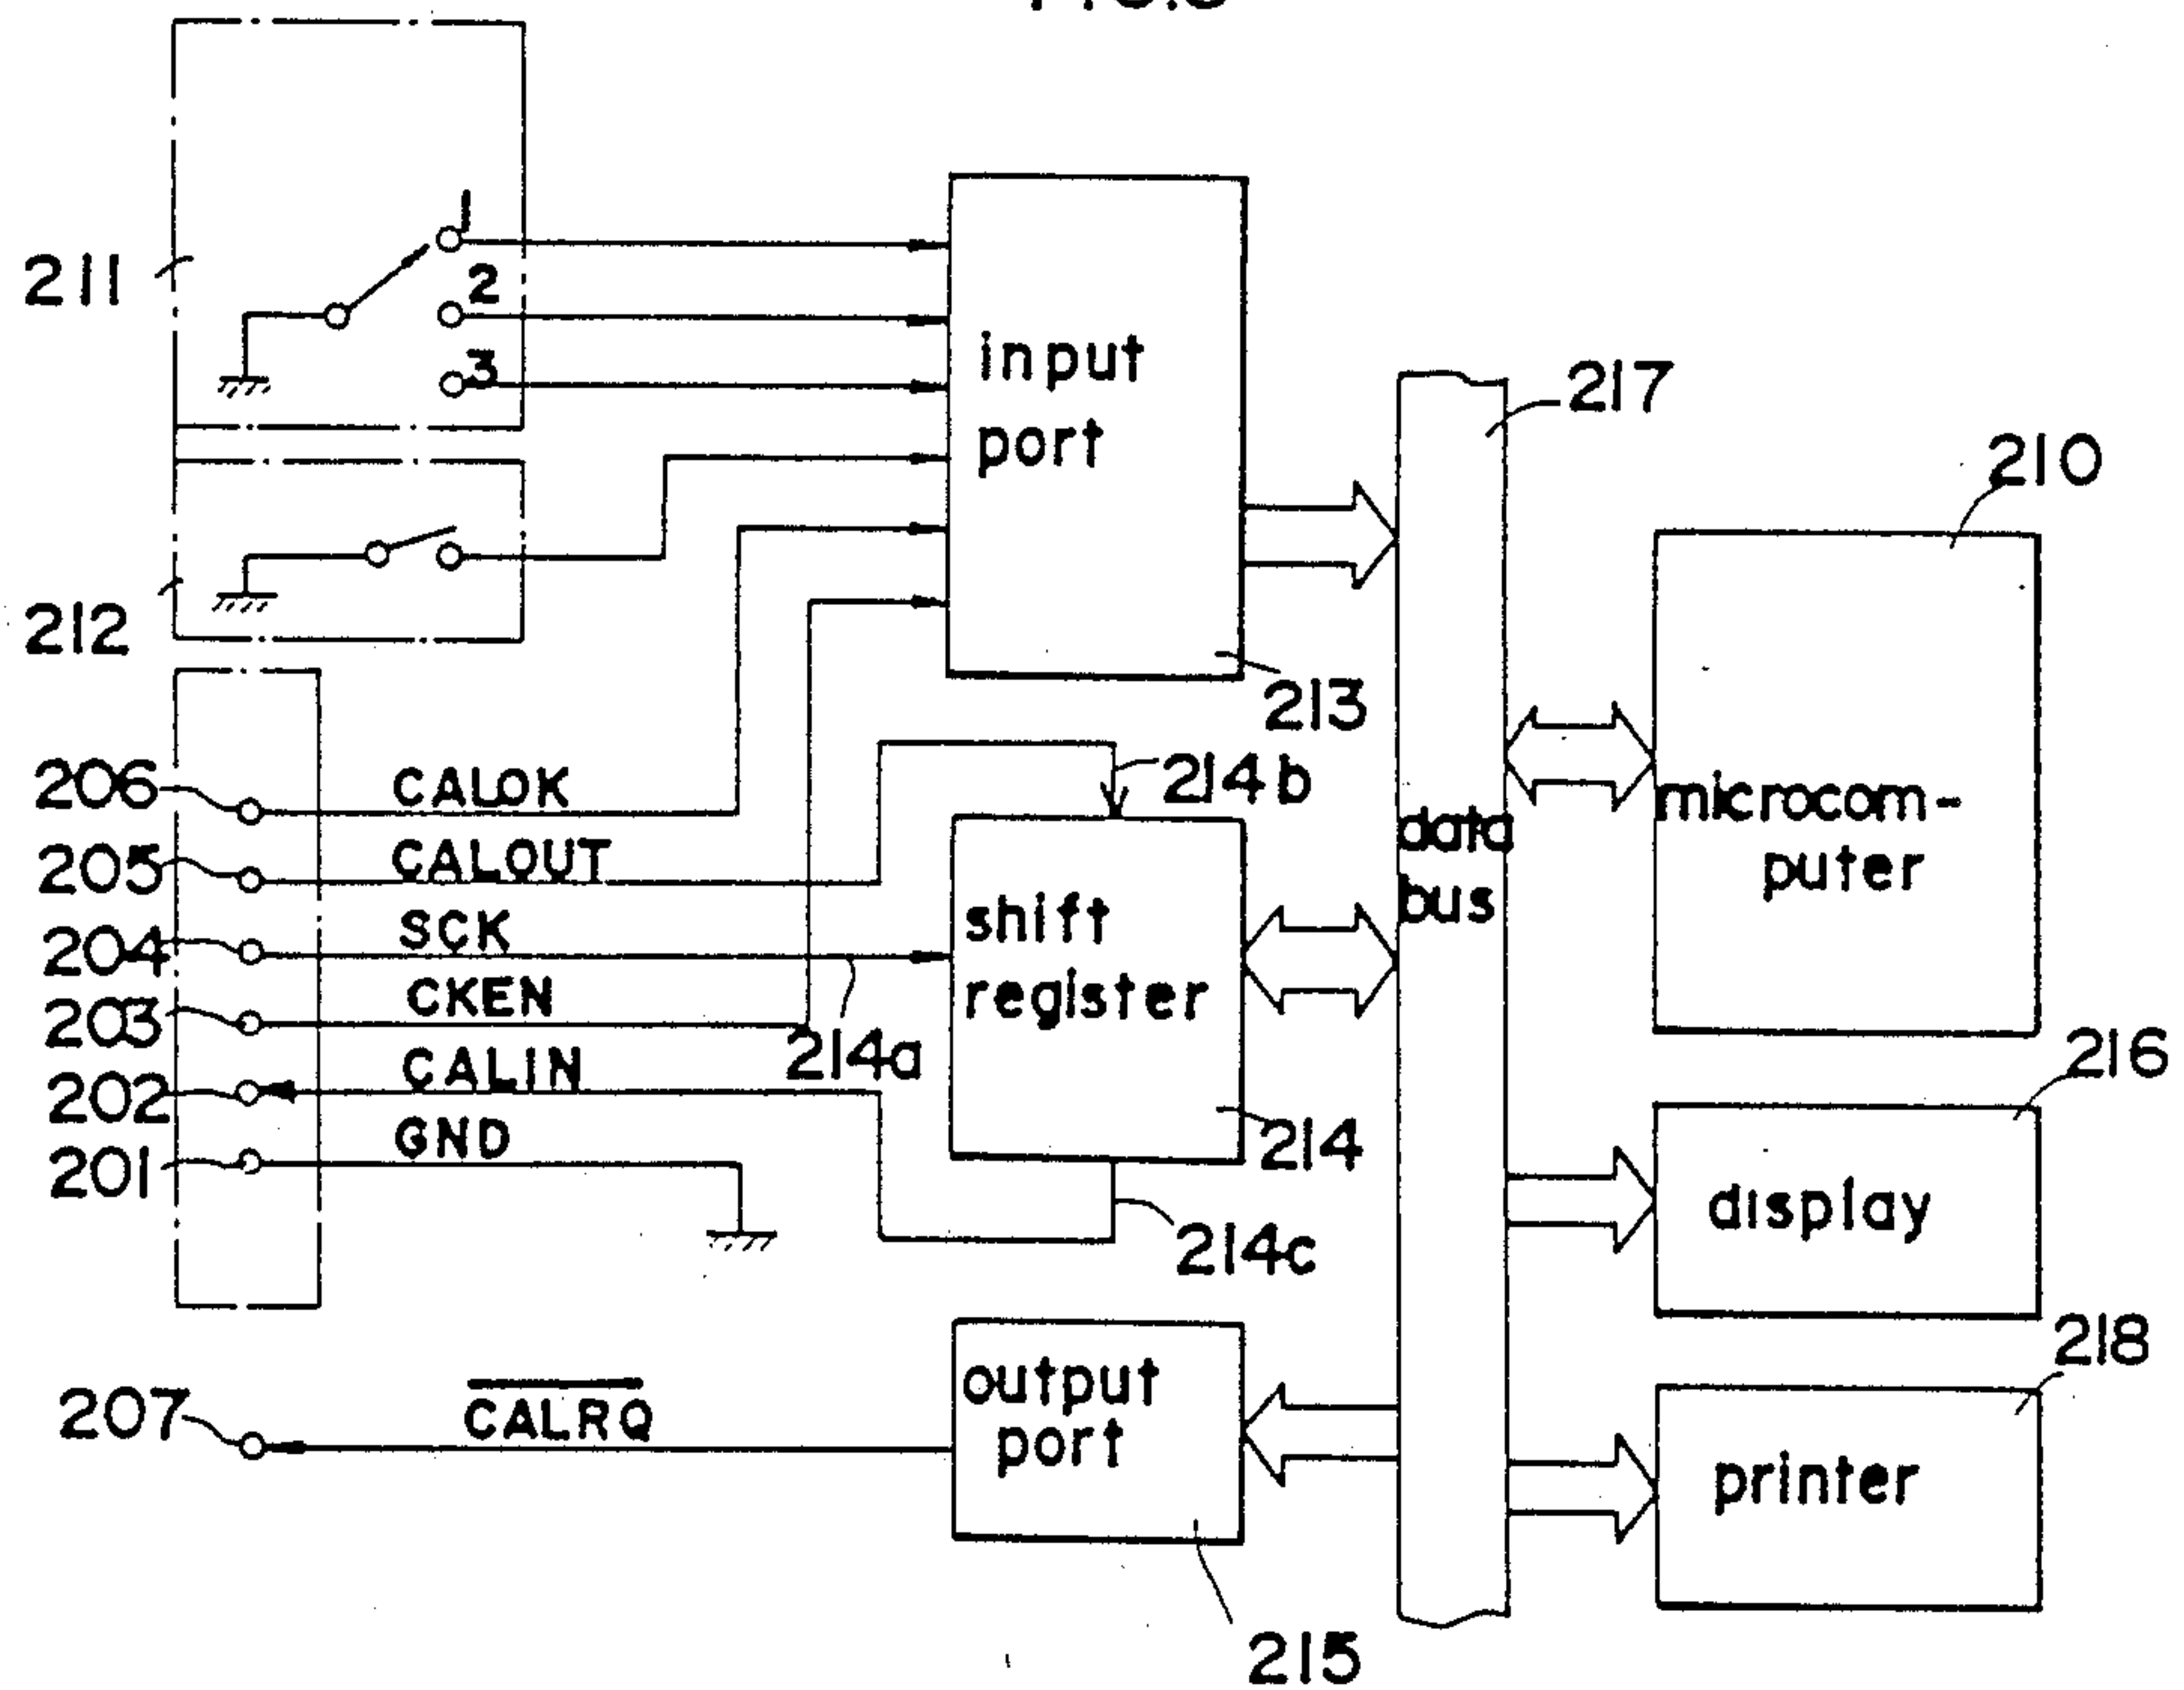 211
1
2
3
212
input
port
213
217
210
206
CALOK
205
CALOUT
204
SCK
203
CKEN
202
CALIN
201
GND
214a
214b
shift
register
214
214c
data
bus
microcom-
puter
216
display
207
CALRQ
output
port
215
218
printer